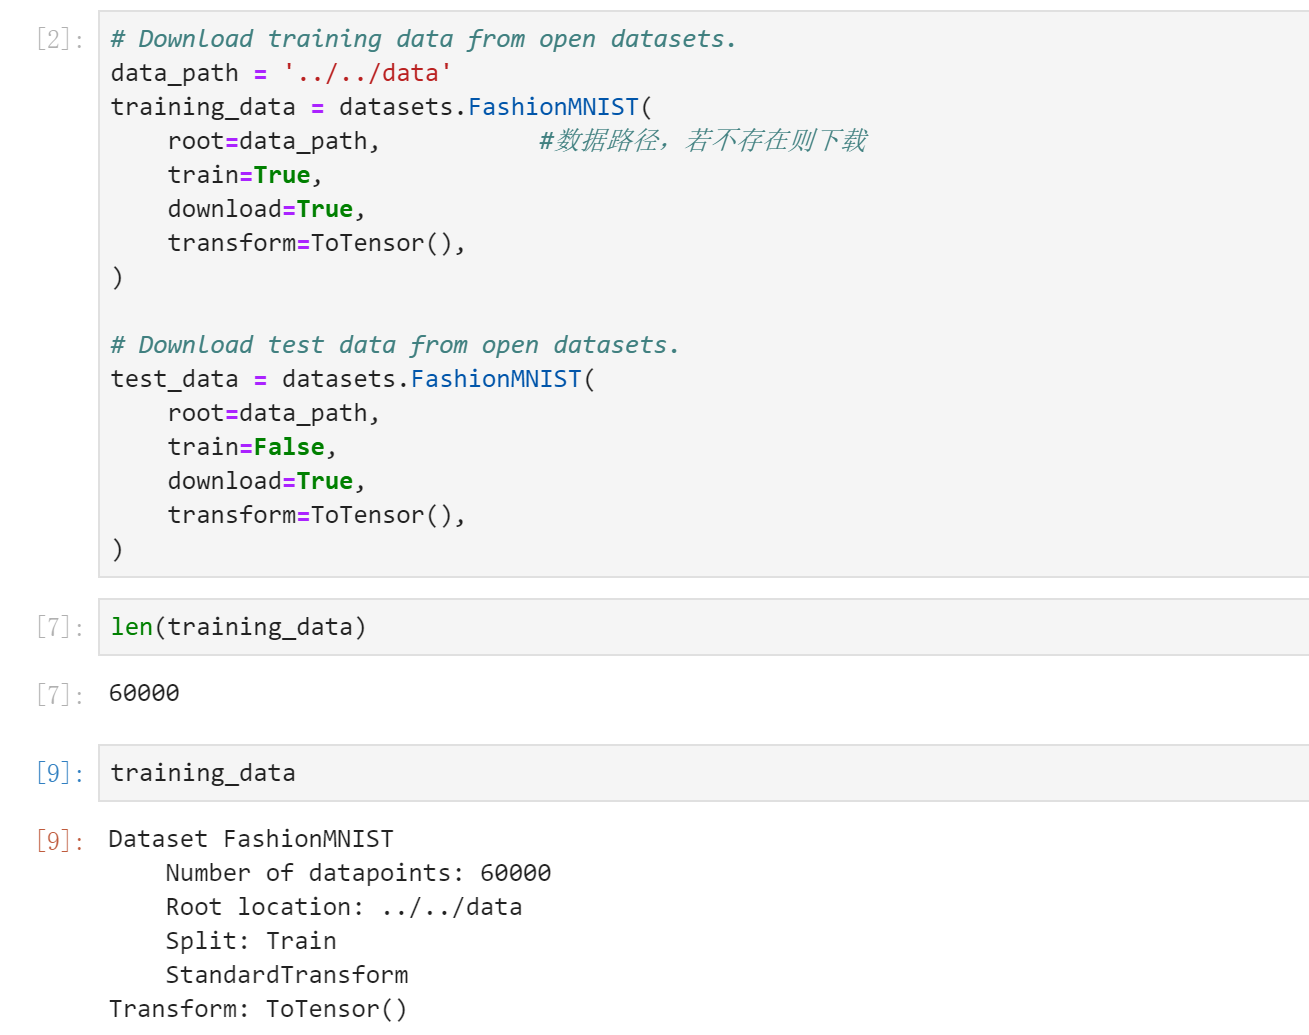 [2]: # Download training data from open datasets.
data_path = '../../data'
training_data = datasets.FashionMNIST(
    root=data_path,           #数据路径，若不存在则下载
    train=True,
    download=True,
    transform=ToTensor(),
)
# Download test data from open datasets.
test_data = datasets.FashionMNIST(
    root=data_path,
    train=False,
    download=True,
    transform=ToTensor(),
)
[7]: len(training_data)
[7]: 60000
[9]: training_data
[9]: Dataset FashionMNIST
    Number of datapoints: 60000
    Root location: ../../data
    Split: Train
    StandardTransform
Transform: ToTensor()